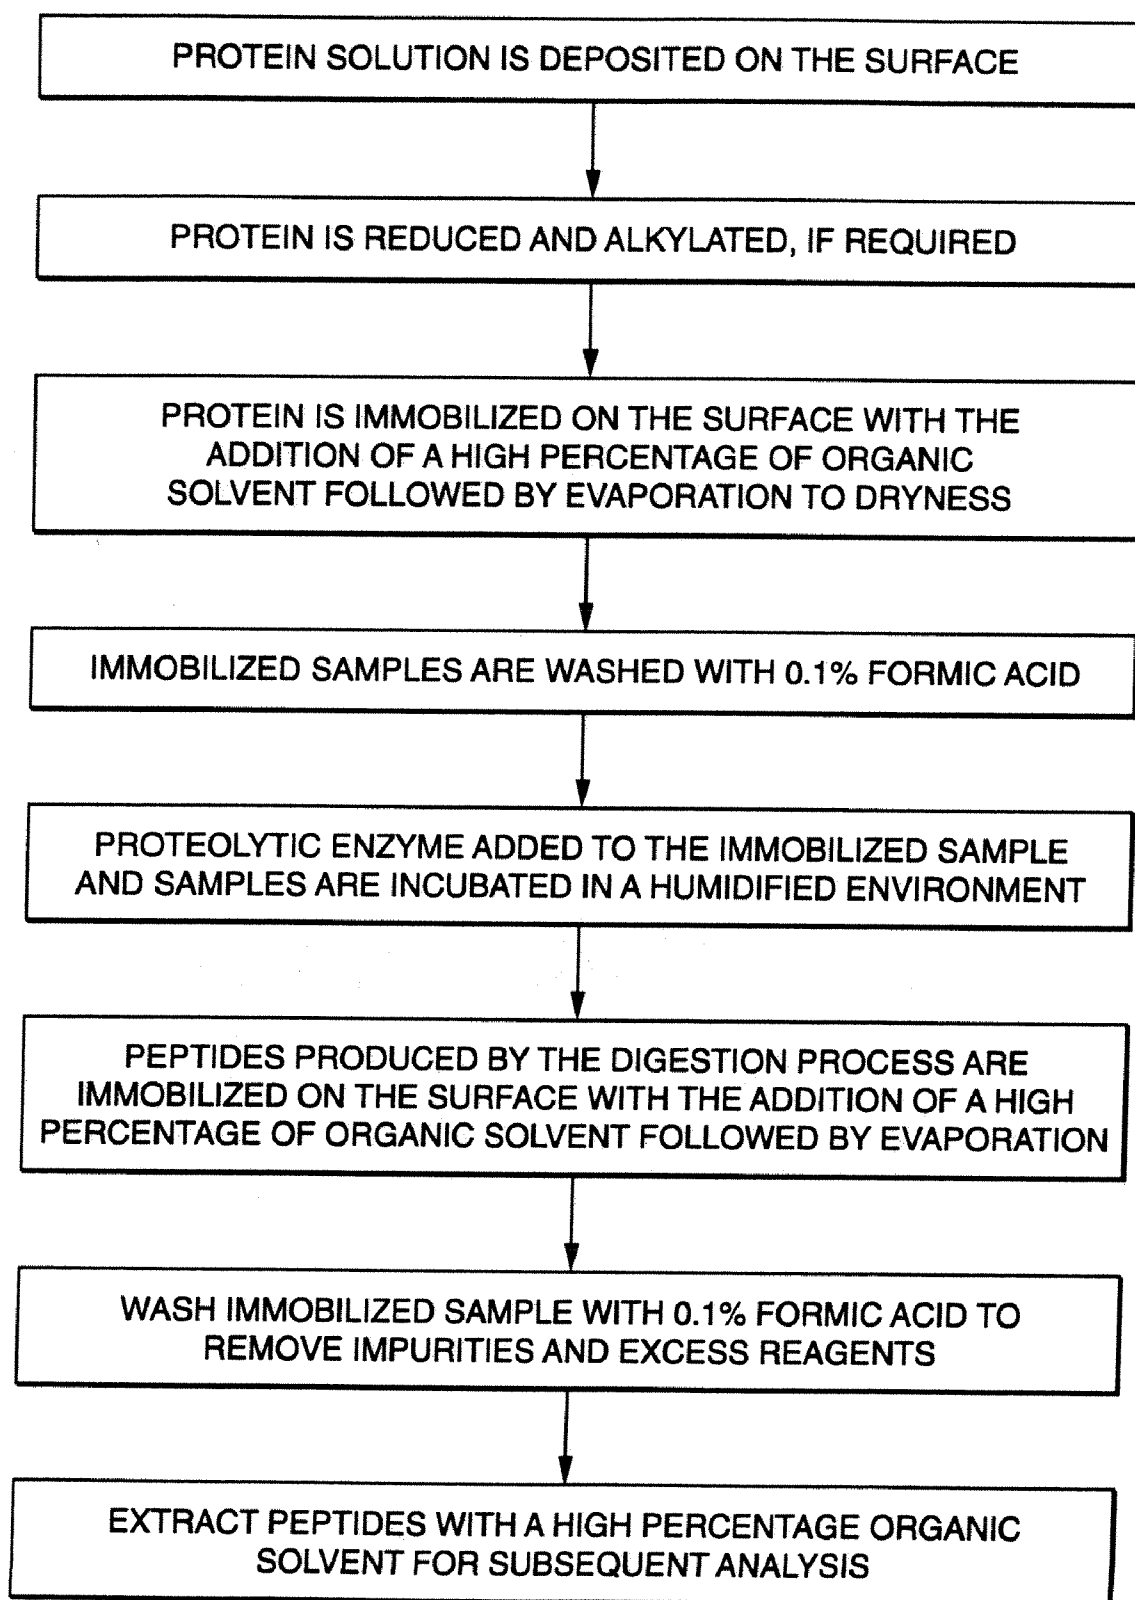 PROTEIN SOLUTION IS DEPOSITED ON THE SURFACE
PROTEIN IS REDUCED AND ALKYLATED, IF REQUIRED
PROTEIN IS IMMOBILIZED ON THE SURFACE WITH THE
ADDITION OF A HIGH PERCENTAGE OF ORGANIC
SOLVENT FOLLOWED BY EVAPORATION TO DRYNESS
IMMOBILIZED SAMPLES ARE WASHED WITH 0.1% FORMIC ACID
PROTEOLYTIC ENZYME ADDED TO THE IMMOBILIZED SAMPLE
AND SAMPLES ARE INCUBATED IN A HUMIDIFIED ENVIRONMENT
PEPTIDES PRODUCED BY THE DIGESTION PROCESS ARE
IMMOBILIZED ON THE SURFACE WITH THE ADDITION OF A HIGH
PERCENTAGE OF ORGANIC SOLVENT FOLLOWED BY EVAPORATION
WASH IMMOBILIZED SAMPLE WITH 0.1% FORMIC ACID TO
REMOVE IMPURITIES AND EXCESS REAGENTS
EXTRACT PEPTIDES WITH A HIGH PERCENTAGE ORGANIC
SOLVENT FOR SUBSEQUENT ANALYSIS